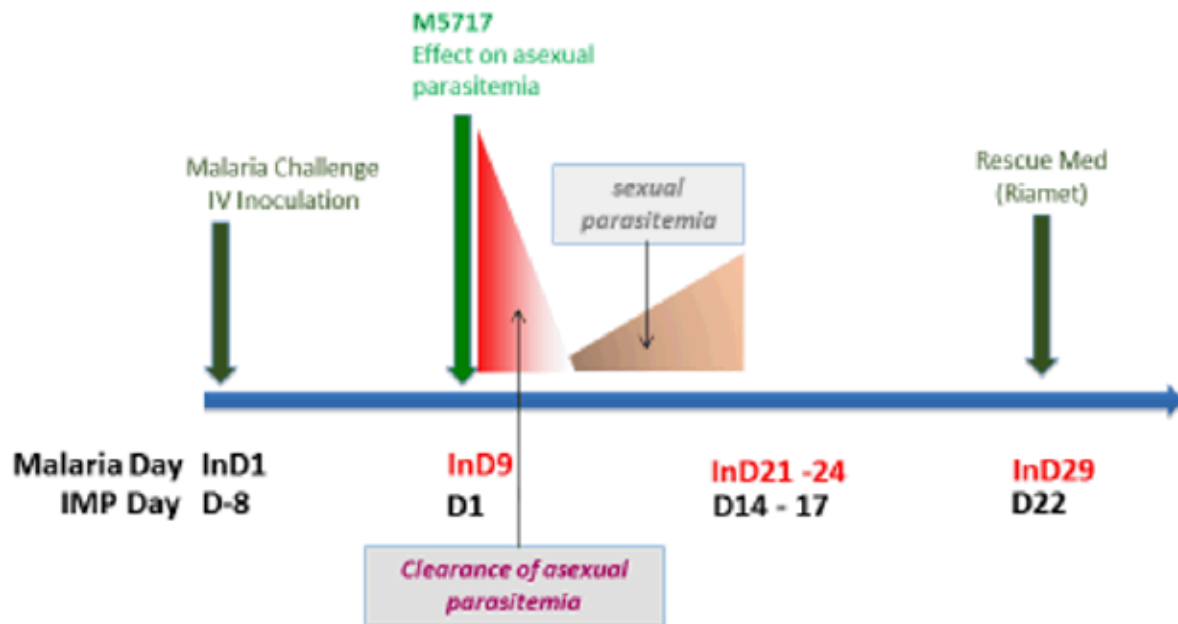 M5717
Effect on asexual
parasitemia
Malaria Challenge
IV Inoculation
sexual
parasitemia
Rescue Med
(Riamet)
Malaria Day InD1 InD9 InD21 -24 InD29
IMP Day D-8 D1 D14 - 17 D22
Clearance of asexual
parasitemia